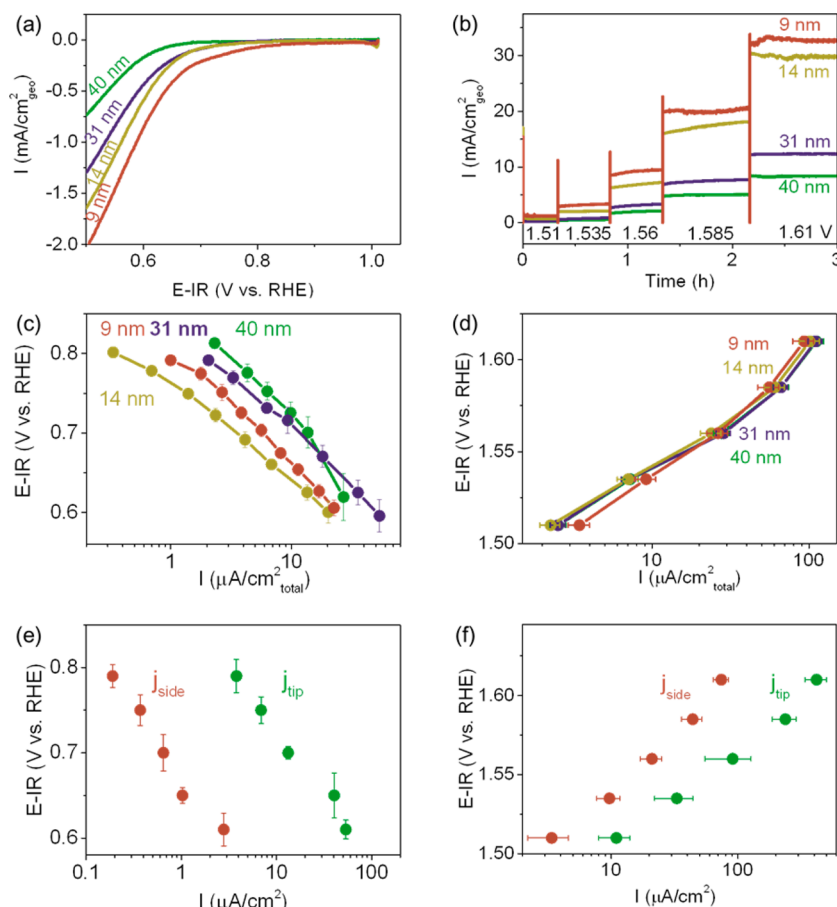 (a)
0.0
-0.5
-1.0
-1.5
-2.0
I (mA/cm²geo)
40 nm
31 nm
14 nm
9 nm
0.6 0.8 1.0
E-IR (V vs. RHE)
(b)
30
20
10
0
I (mA/cm²geo)
9 nm
14 nm
31 nm
40 nm
1.51 1.535 1.56 1.585 1.61 V
0 1 2 3
Time (h)
(c)
9 nm 31 nm 40 nm
14 nm
0.8
0.7
0.6
E-IR (V vs. RHE)
1 10
I (µA/cm²total)
(d)
9 nm
14 nm
31 nm
40 nm
1.60
1.55
1.50
E-IR (V vs. RHE)
10 100
I (µA/cm²total)
(e)
jside jtip
0.8
0.7
0.6
E-IR (V vs. RHE)
0.1 1 10 100
I (µA/cm²)
(f)
jside jtip
1.60
1.55
1.50
E-IR (V vs. RHE)
10 100
I (µA/cm²)